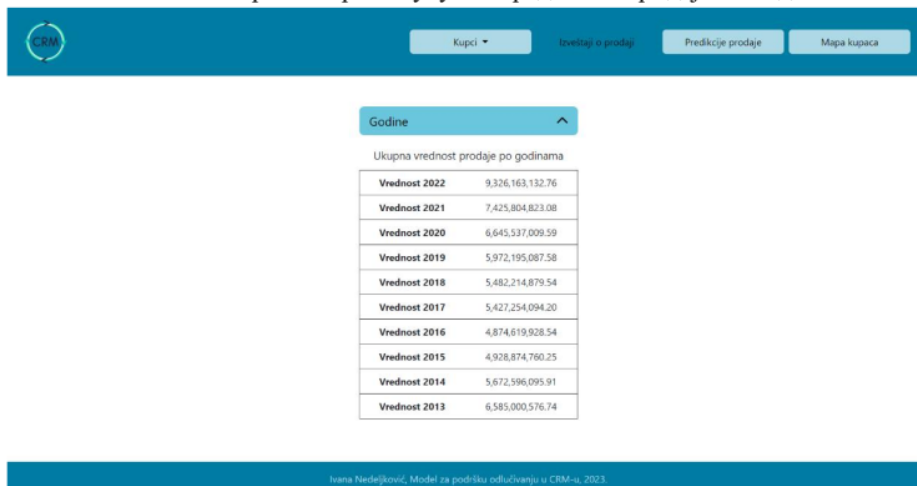 CRM
Kupci
Izveštaji o prodaji
Predikcije prodaje
Mapa kupaca
Godine
Ukupna vrednost prodaje po godinama
Vrednost 2022 9,326,163,132.76
Vrednost 2021 7,425,804,823.08
Vrednost 2020 6,645,537,009.59
Vrednost 2019 5,972,195,087.58
Vrednost 2018 5,482,214,879.54
Vrednost 2017 5,427,254,094.20
Vrednost 2016 4,874,619,928.54
Vrednost 2015 4,928,874,760.25
Vrednost 2014 5,672,596,095.91
Vrednost 2013 6,585,000,576.74
Ivana Nedeljković, Model za podršku odlučivanju u CRM-u, 2023.